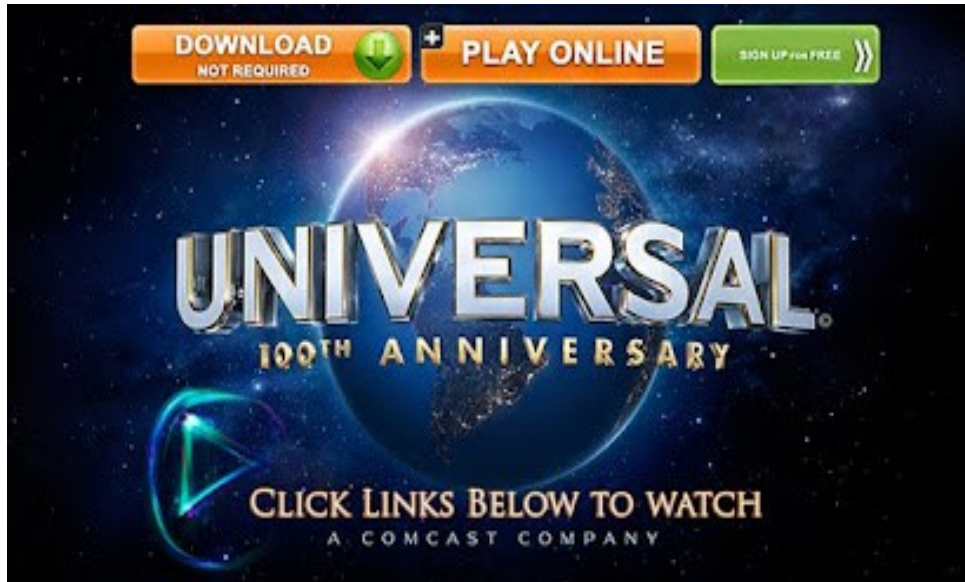 DOWNLOAD
NOT REQUIRED
PLAY ONLINE
SIGN UP FOR FREE
UNIVERSAL
100TH ANNIVERSARY
CLICK LINKS BELOW TO WATCH
A COMCAST COMPANY